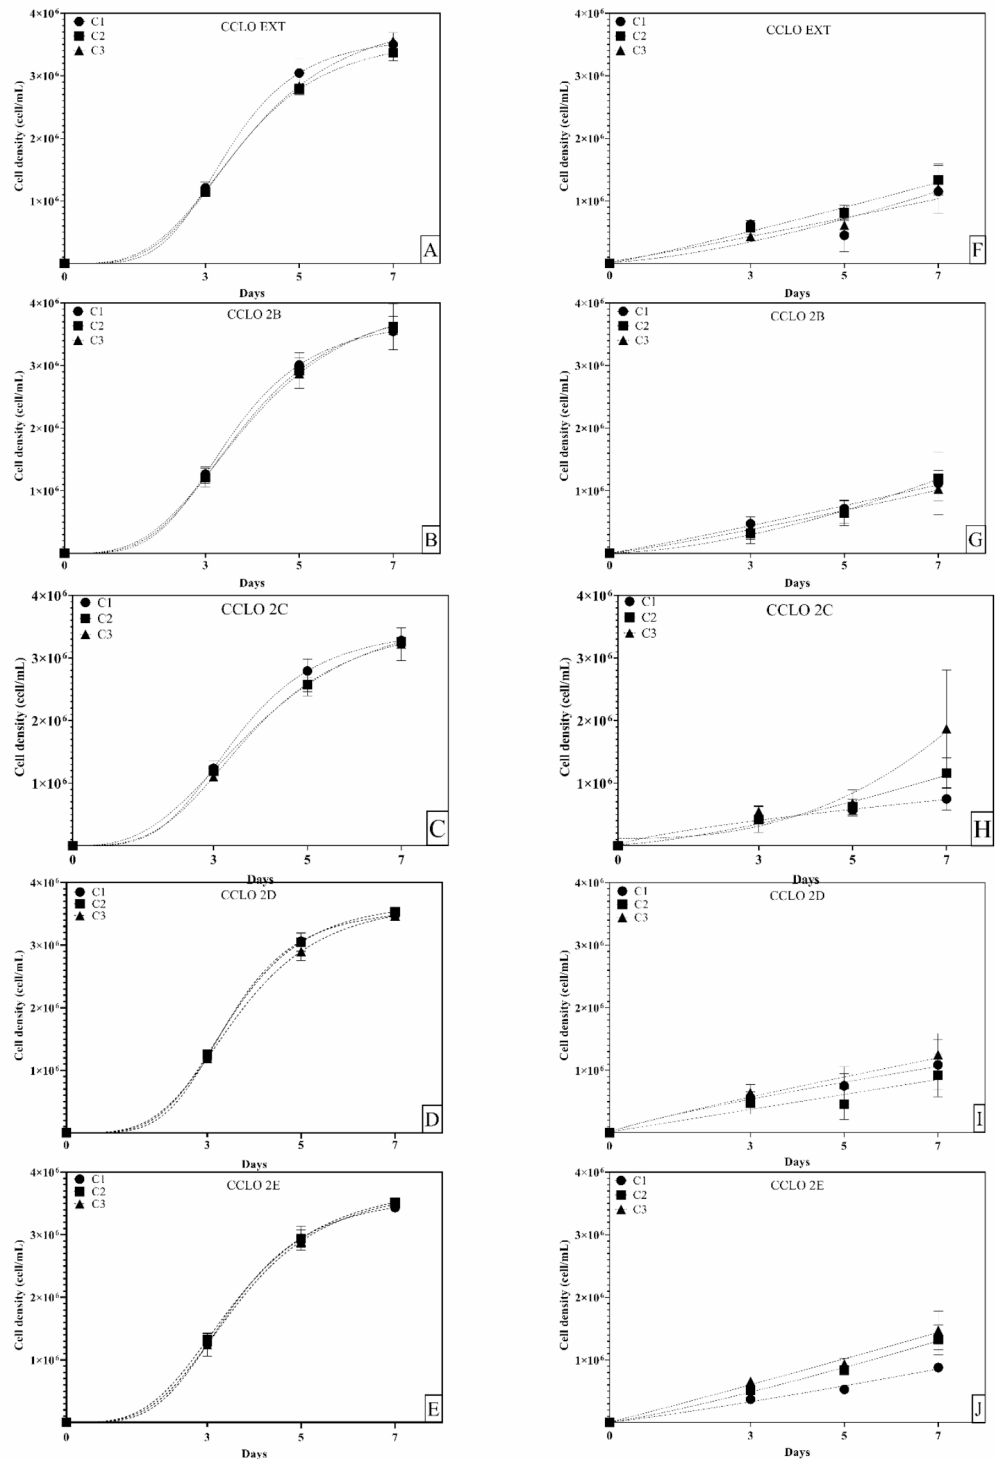 CCLO EXT
C1
C2
C3
4×10⁶
3×10⁶
2×10⁶
1×10⁶
0
0
3
5
7
Cell density (cell/mL)
Days
A
CCLO EXT
C1
C2
C3
4×10⁶
3×10⁶
2×10⁶
1×10⁶
0
0
3
5
7
Cell density (cell/mL)
Days
F
CCLO 2B
C1
C2
C3
4×10⁶
3×10⁶
2×10⁶
1×10⁶
0
0
3
5
7
Cell density (cell/mL)
Days
B
CCLO 2B
C1
C2
C3
4×10⁶
3×10⁶
2×10⁶
1×10⁶
0
0
3
5
7
Cell density (cell/mL)
Days
G
CCLO 2C
C1
C2
C3
4×10⁶
3×10⁶
2×10⁶
1×10⁶
0
0
3
5
7
Cell density (cell/mL)
Days
C
CCLO 2C
C1
C2
C3
4×10⁶
3×10⁶
2×10⁶
1×10⁶
0
0
3
5
7
Cell density (cell/mL)
Days
H
CCLO 2D
C1
C2
C3
4×10⁶
3×10⁶
2×10⁶
1×10⁶
0
0
3
5
7
Cell density (cell/mL)
Days
D
CCLO 2D
C1
C2
C3
4×10⁶
3×10⁶
2×10⁶
1×10⁶
0
0
3
5
7
Cell density (cell/mL)
Days
I
CCLO 2E
C1
C2
C3
4×10⁶
3×10⁶
2×10⁶
1×10⁶
0
0
3
5
7
Cell density (cell/mL)
Days
E
CCLO 2E
C1
C2
C3
4×10⁶
3×10⁶
2×10⁶
1×10⁶
0
0
3
5
7
Cell density (cell/mL)
Days
J